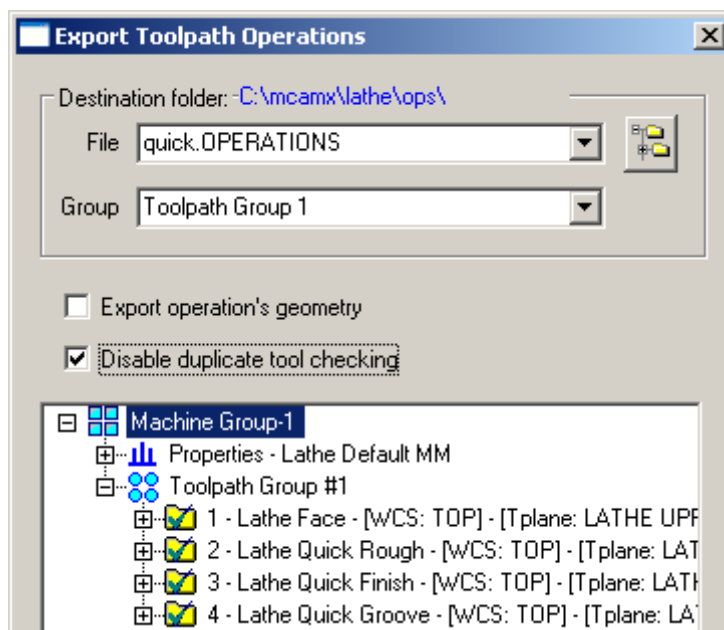 Export Toolpath Operations
Destination folder: C:\mcamx\lathe\ops\
File quick.OPERATIONS
Group Toolpath Group 1
Export operation's geometry
Disable duplicate tool checking
Machine Group-1
Properties - Lathe Default MM
Toolpath Group #1
1 - Lathe Face - [WCS: TOP] - [Tplane: LATHE UPF
2 - Lathe Quick Rough - [WCS: TOP] - [Tplane: LAT
3 - Lathe Quick Finish - [WCS: TOP] - [Tplane: LATH
4 - Lathe Quick Groove - [WCS: TOP] - [Tplane: LA